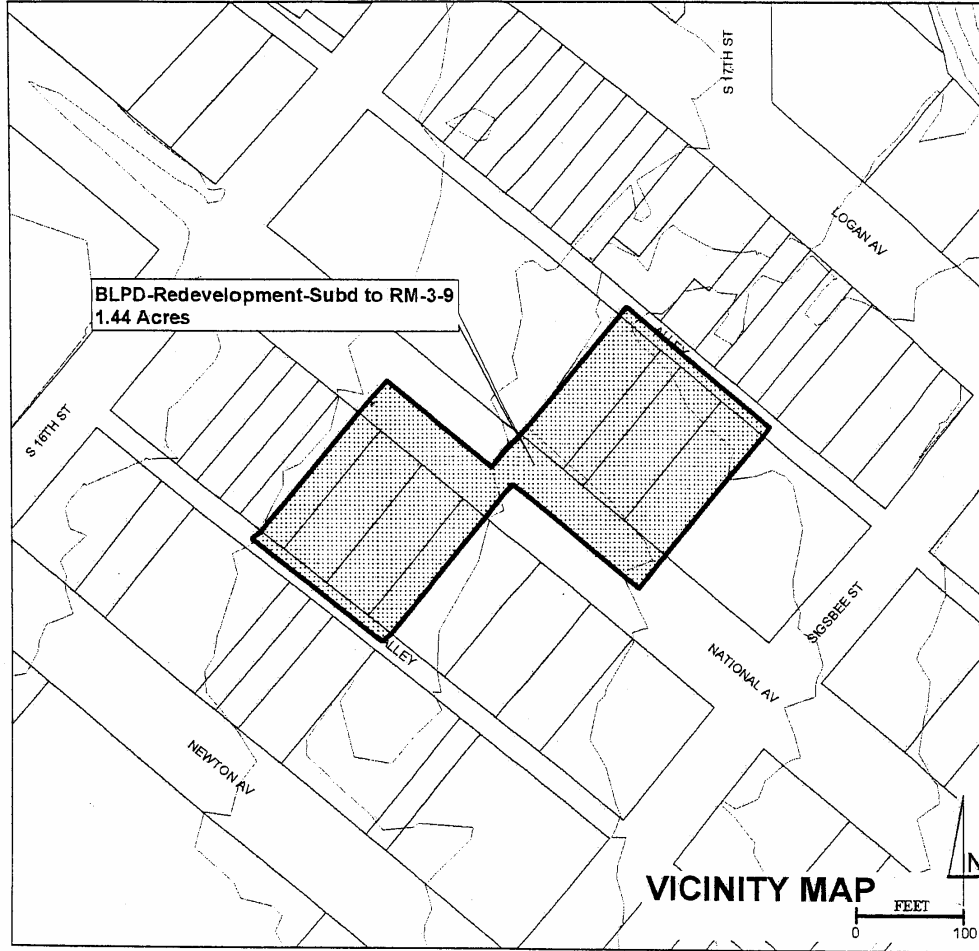 S 17TH ST
LOGAN AV
BLPD-Redevelopment-Subd to RM-3-9
1.44 Acres
ALLEY
S 16TH ST
SIGSBEE ST
ALLEY
NATIONAL AV
NEWTON AV
N
VICINITY MAP
FEET
0 100